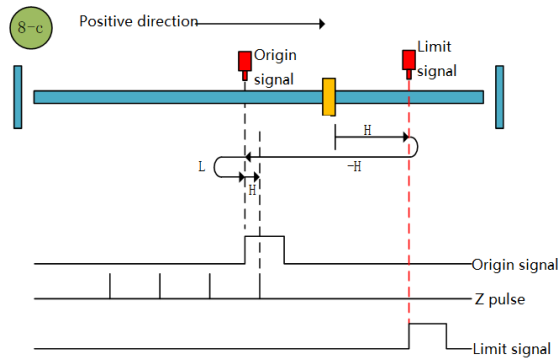 8-c
Positive direction
Origin
signal
Limit
signal
H
-H
L
H
Origin signal
Z pulse
Limit signal